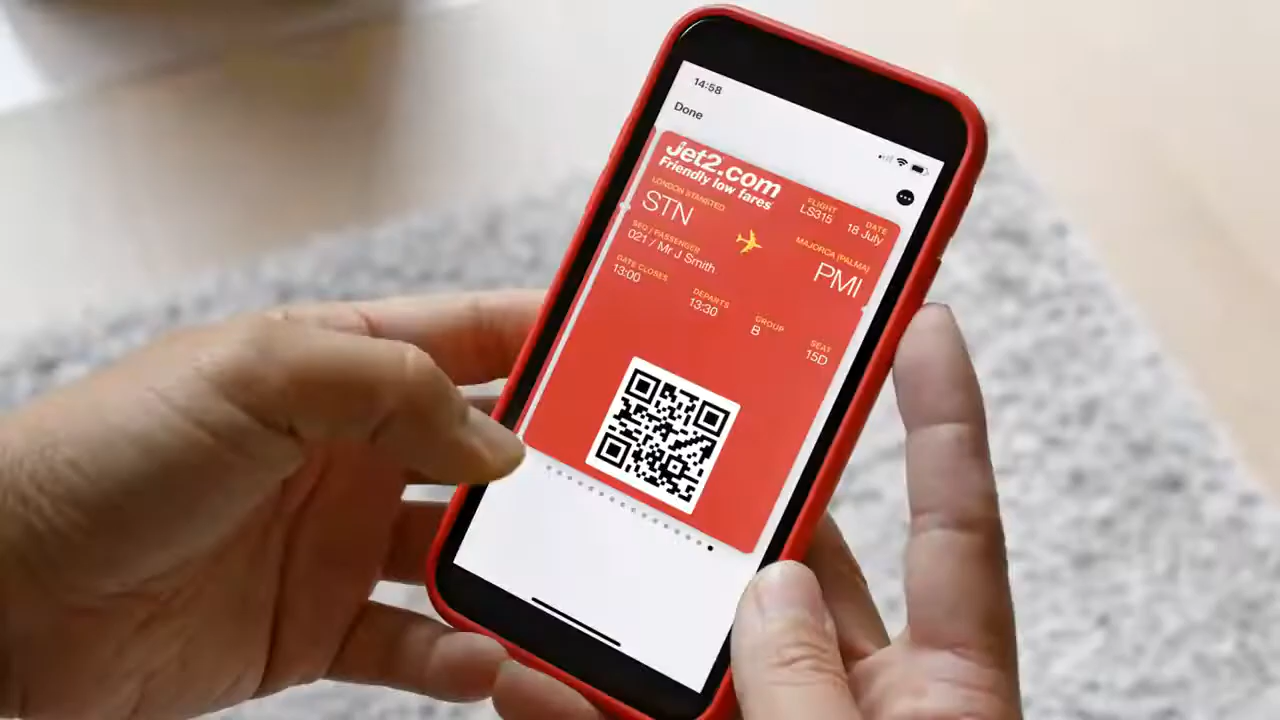 14:58
Done
Jet2.com
Friendly low fares
FLIGHT
LS315
DATE
18 July
LONDON STANSTED
STN
MAJORCA (PALMA)
PMI
SEQ / PASSENGER
021 / Mr J Smith
GATE CLOSES
13:00
DEPARTS
13:30
GROUP
B
SEAT
15D